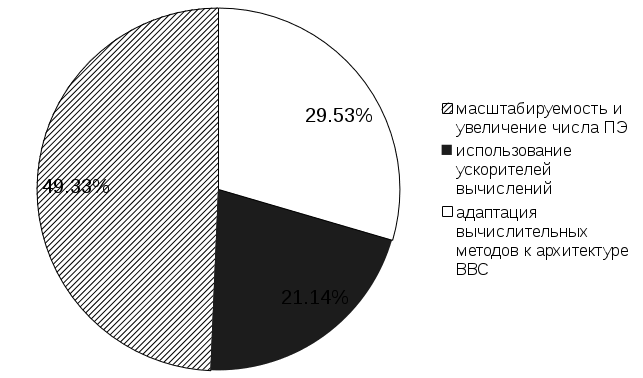 29.53%
49.33%
21.14%
масштабируемость и
увеличение числа ПЭ
использование
ускорителей
вычислений
адаптация
вычислительных
методов к архитектуре
ВВС